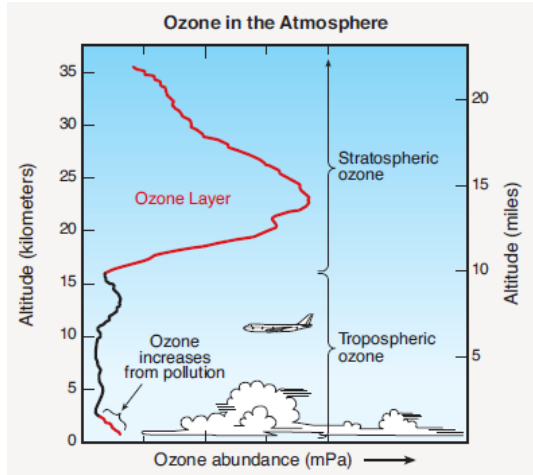 Ozone in the Atmosphere
Altitude (kilometers)
35
30
25
20
15
10
5
0
Ozone Layer
Stratospheric
ozone
Ozone
increases
from pollution
Tropospheric
ozone
20
15
10
5
Altitude (miles)
Ozone abundance (mPa)